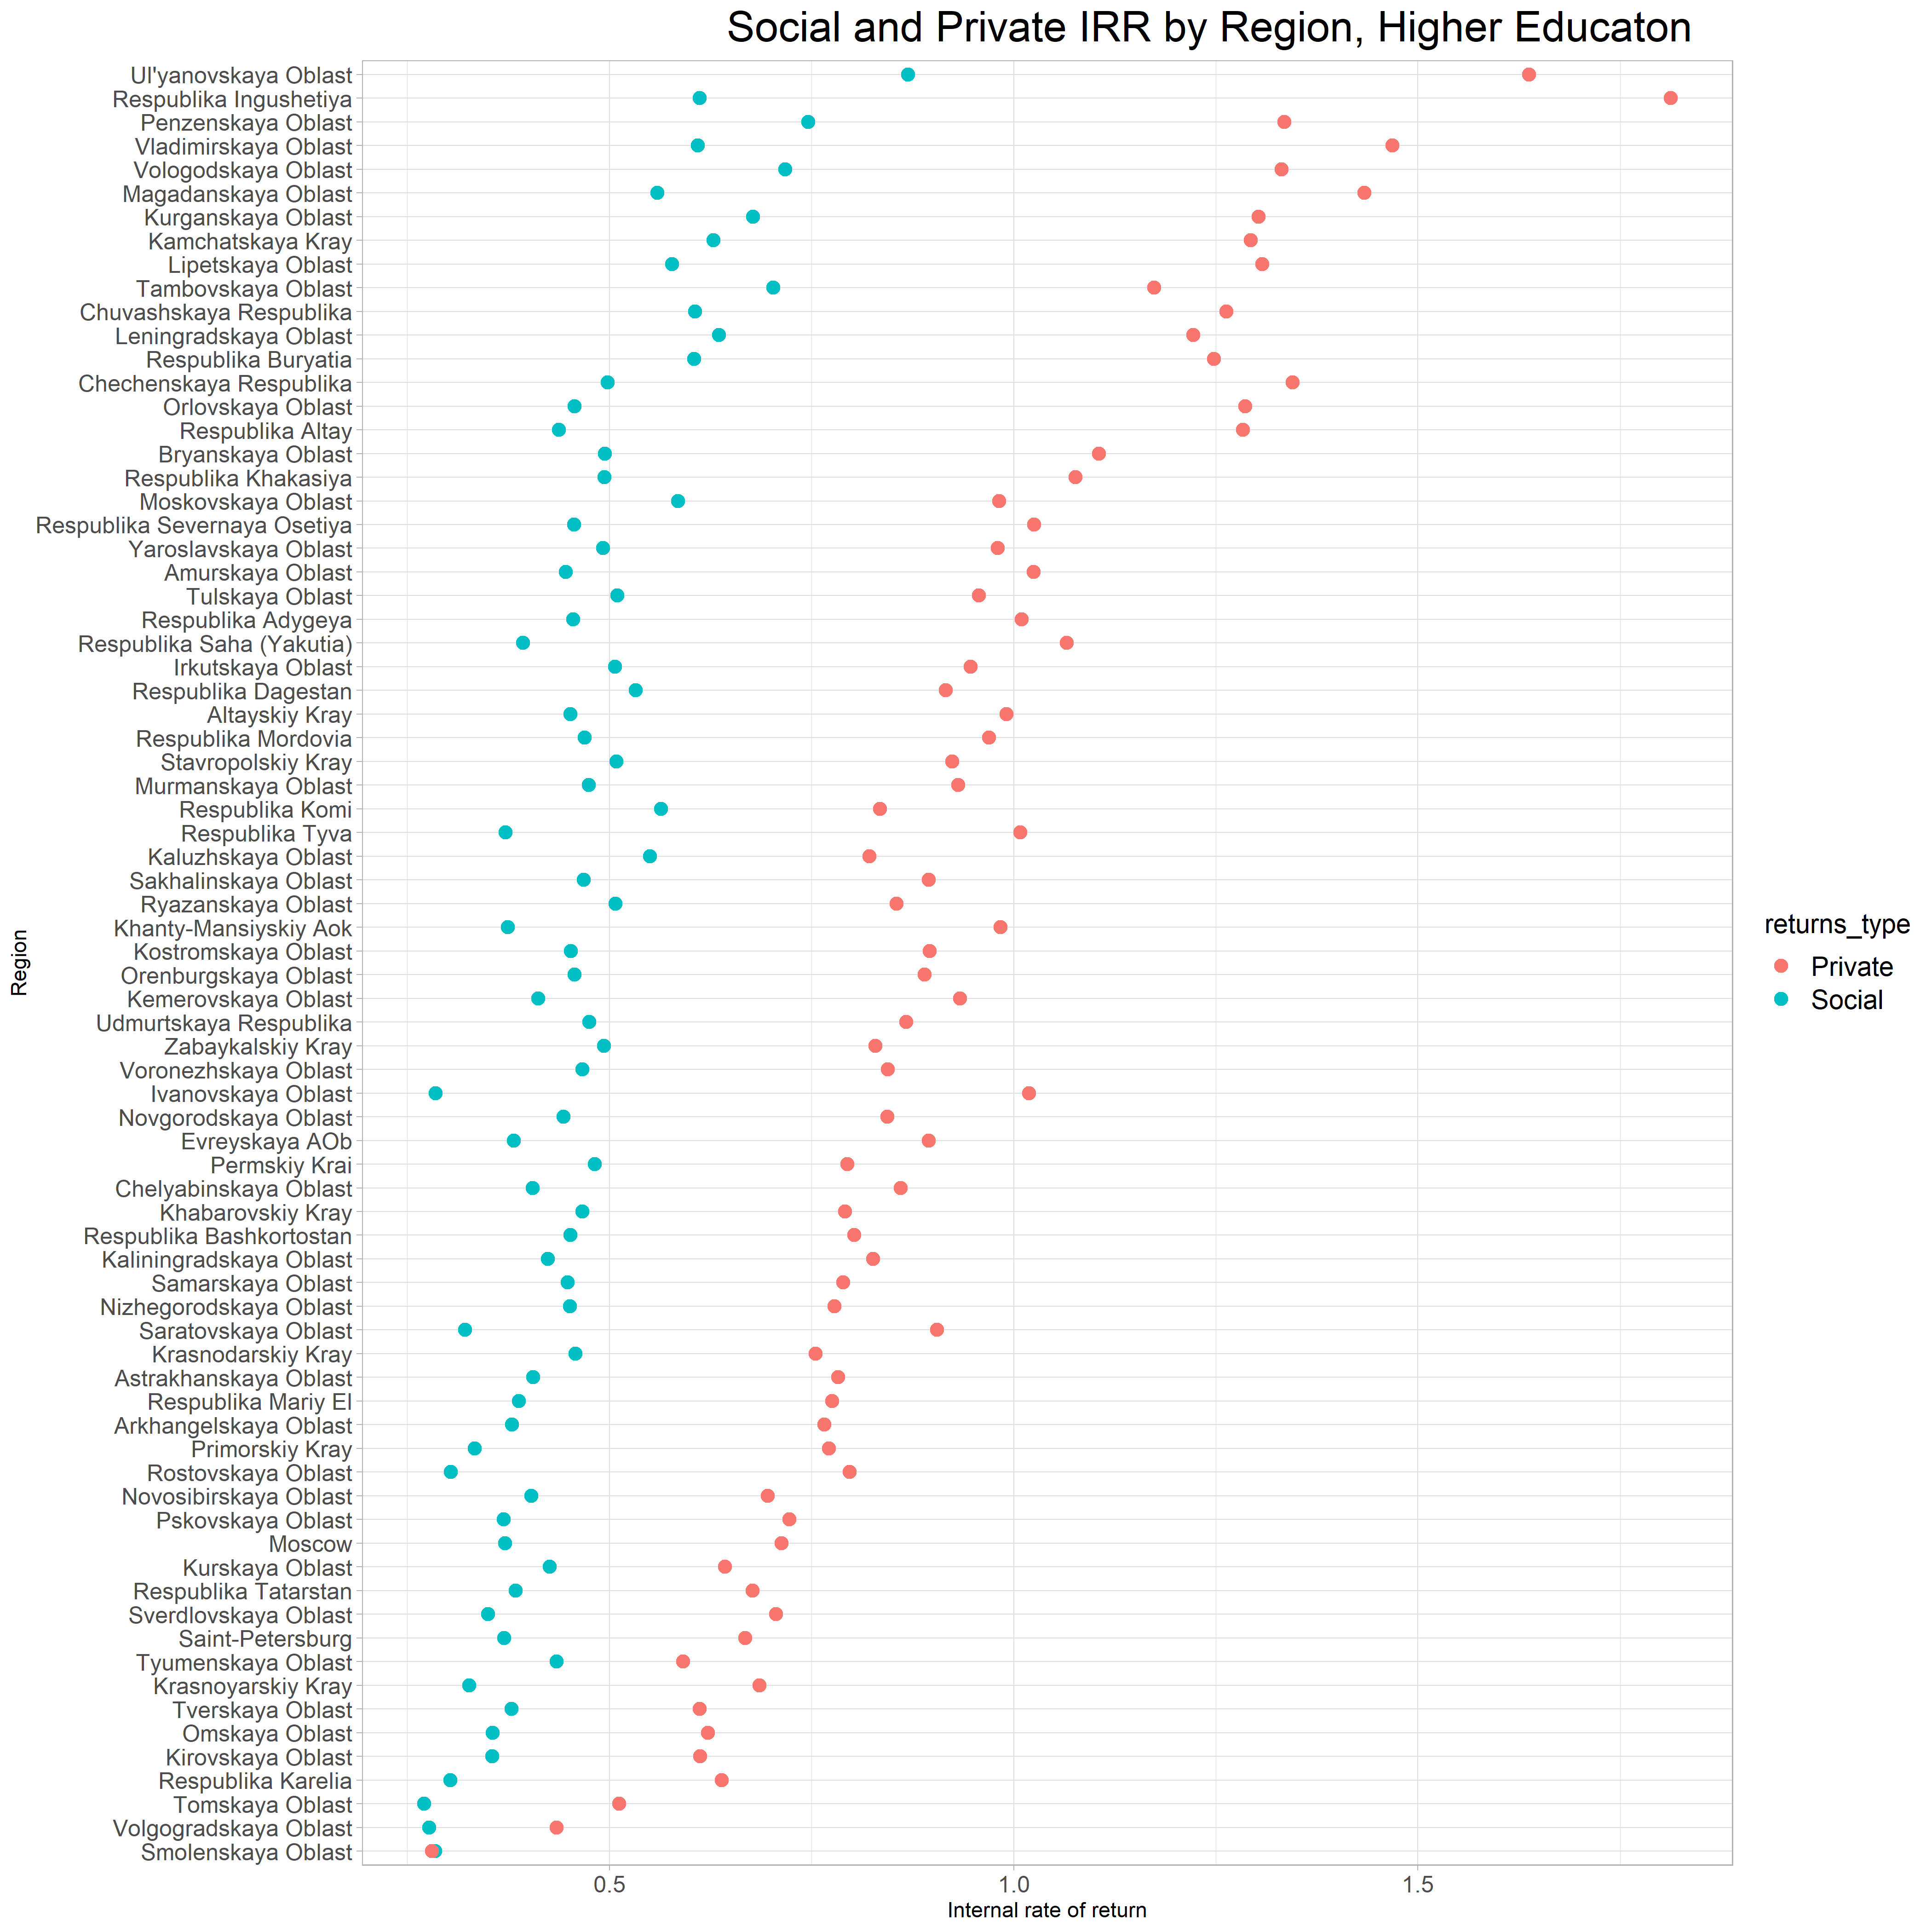 Social and Private IRR by Region, Higher Educaton
Ul'yanovskaya Oblast
Respublika Ingushetiya
Penzenskaya Oblast
Vladimirskaya Oblast
Vologodskaya Oblast
Magadanskaya Oblast
Kurganskaya Oblast
Kamchatskaya Kray
Lipetskaya Oblast
Tambovskaya Oblast
Chuvashskaya Respublika
Leningradskaya Oblast
Respublika Buryatia
Chechenskaya Respublika
Orlovskaya Oblast
Respublika Altay
Bryanskaya Oblast
Respublika Khakasiya
Moskovskaya Oblast
Respublika Severnaya Osetiya
Yaroslavskaya Oblast
Amurskaya Oblast
Tulskaya Oblast
Respublika Adygeya
Respublika Saha (Yakutia)
Irkutskaya Oblast
Respublika Dagestan
Altayskiy Kray
Respublika Mordovia
Stavropolskiy Kray
Murmanskaya Oblast
Respublika Komi
Respublika Tyva
Kaluzhskaya Oblast
Sakhalinskaya Oblast
Ryazanskaya Oblast
Khanty-Mansiyskiy Aok
Kostromskaya Oblast
Orenburgskaya Oblast
Kemerovskaya Oblast
Udmurtskaya Respublika
Zabaykalskiy Kray
Voronezhskaya Oblast
Ivanovskaya Oblast
Novgorodskaya Oblast
Evreyskaya AOb
Permskiy Krai
Chelyabinskaya Oblast
Khabarovskiy Kray
Respublika Bashkortostan
Kaliningradskaya Oblast
Samarskaya Oblast
Nizhegorodskaya Oblast
Saratovskaya Oblast
Krasnodarskiy Kray
Astrakhanskaya Oblast
Respublika Mariy El
Arkhangelskaya Oblast
Primorskiy Kray
Rostovskaya Oblast
Novosibirskaya Oblast
Pskovskaya Oblast
Moscow
Kurskaya Oblast
Respublika Tatarstan
Sverdlovskaya Oblast
Saint-Petersburg
Tyumenskaya Oblast
Krasnoyarskiy Kray
Tverskaya Oblast
Omskaya Oblast
Kirovskaya Oblast
Respublika Karelia
Tomskaya Oblast
Volgogradskaya Oblast
Smolenskaya Oblast
Region
0.5 1.0 1.5
Internal rate of return
returns_type
Private
Social